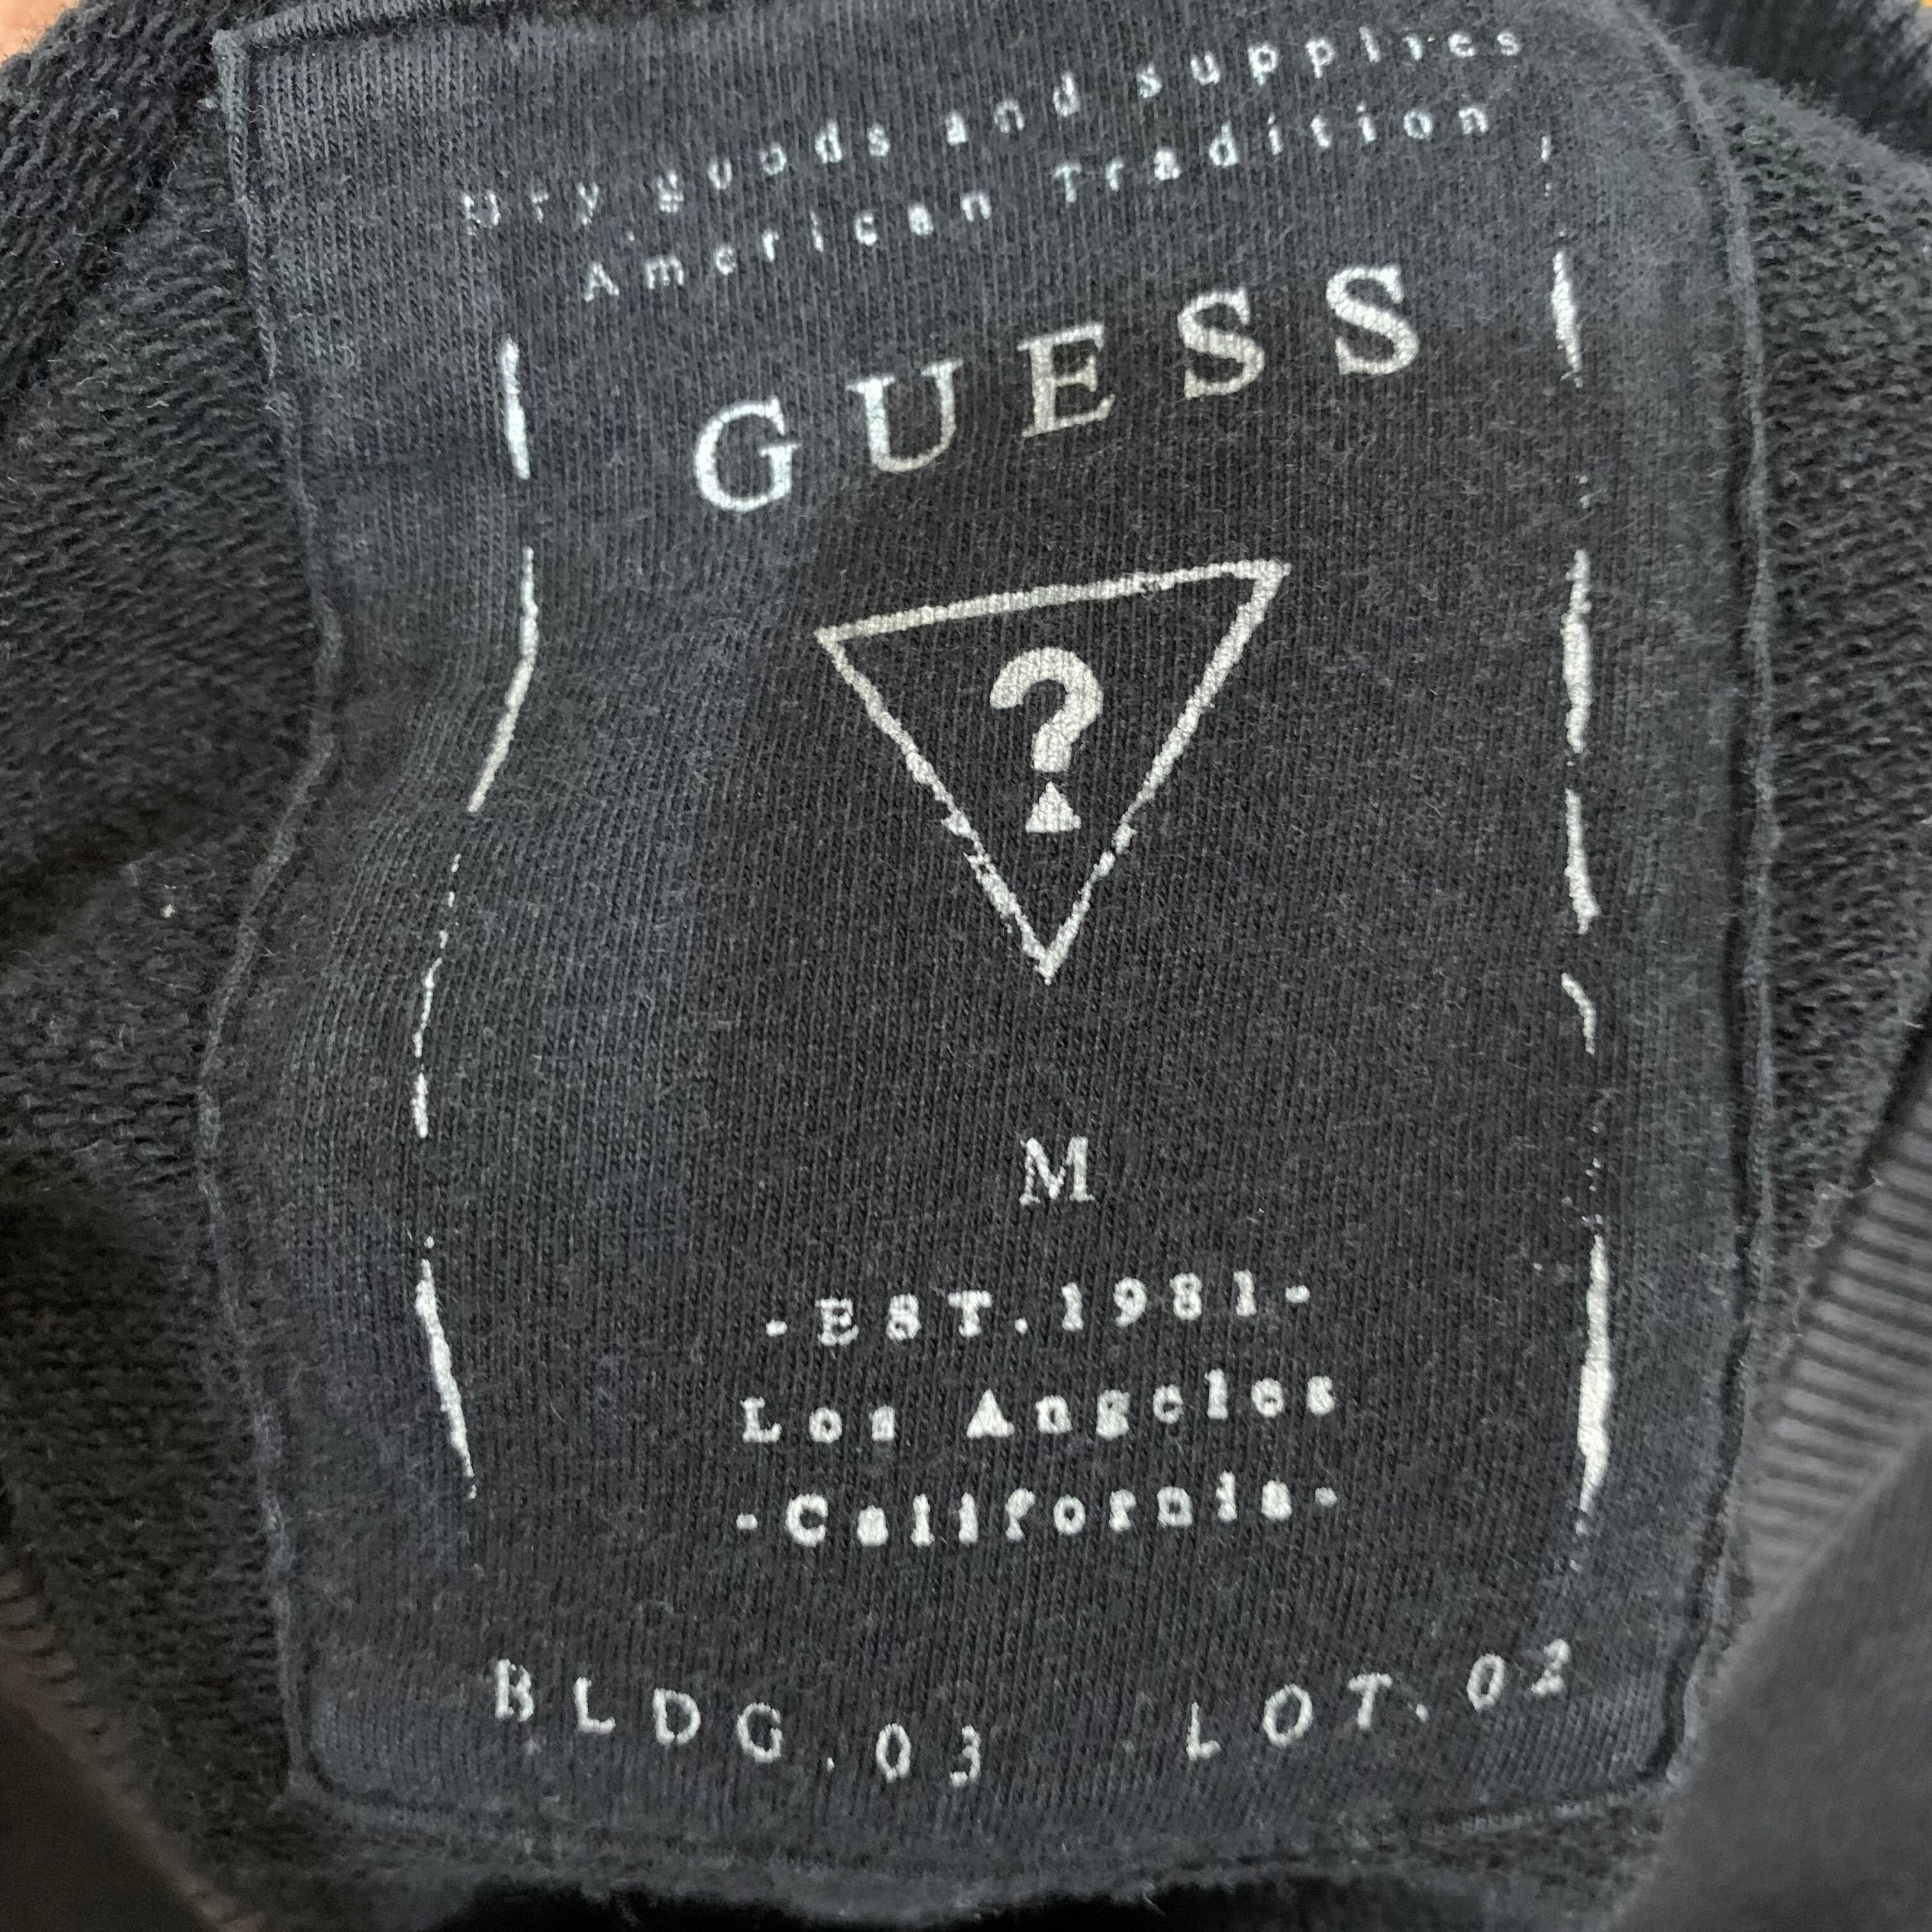 Dry goods and supplies
American Tradition
GUESS
?
M
-EST.1981-
Los Angeles
-California-
BLDG.03 LOT.02